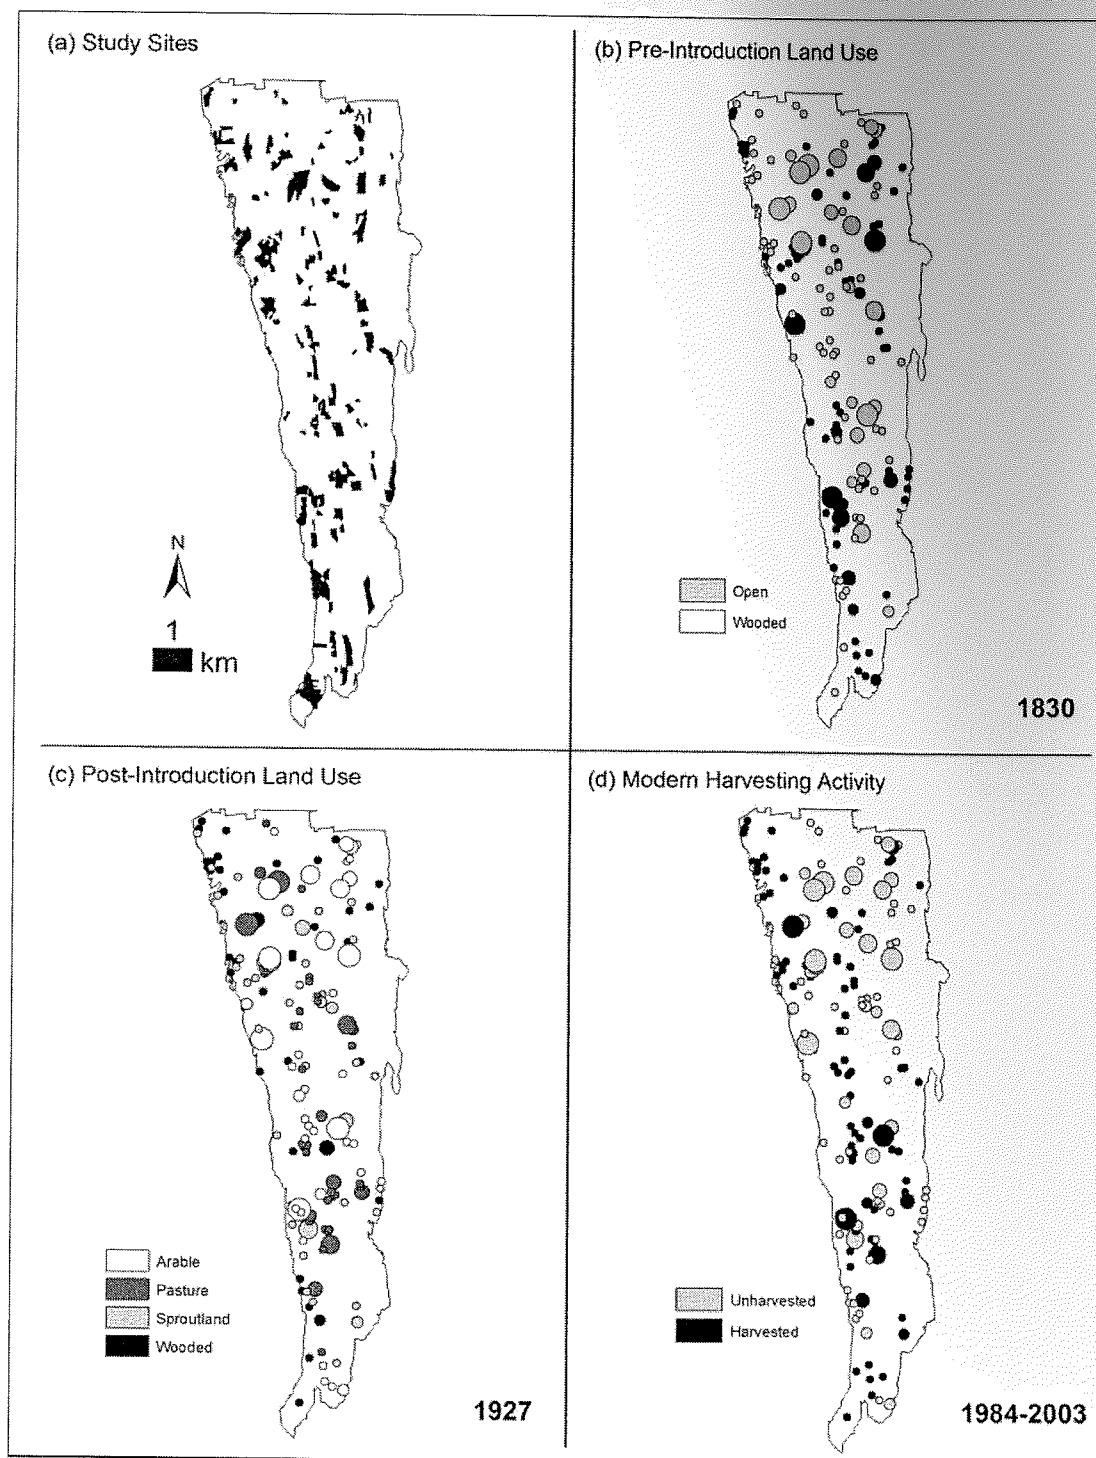 (a) Study Sites
N
1
km
(b) Pre-Introduction Land Use
Open
Wooded
1830
(c) Post-Introduction Land Use
Arable
Pasture
Sproutland
Wooded
1927
(d) Modern Harvesting Activity
Unharvested
Harvested
1984-2003